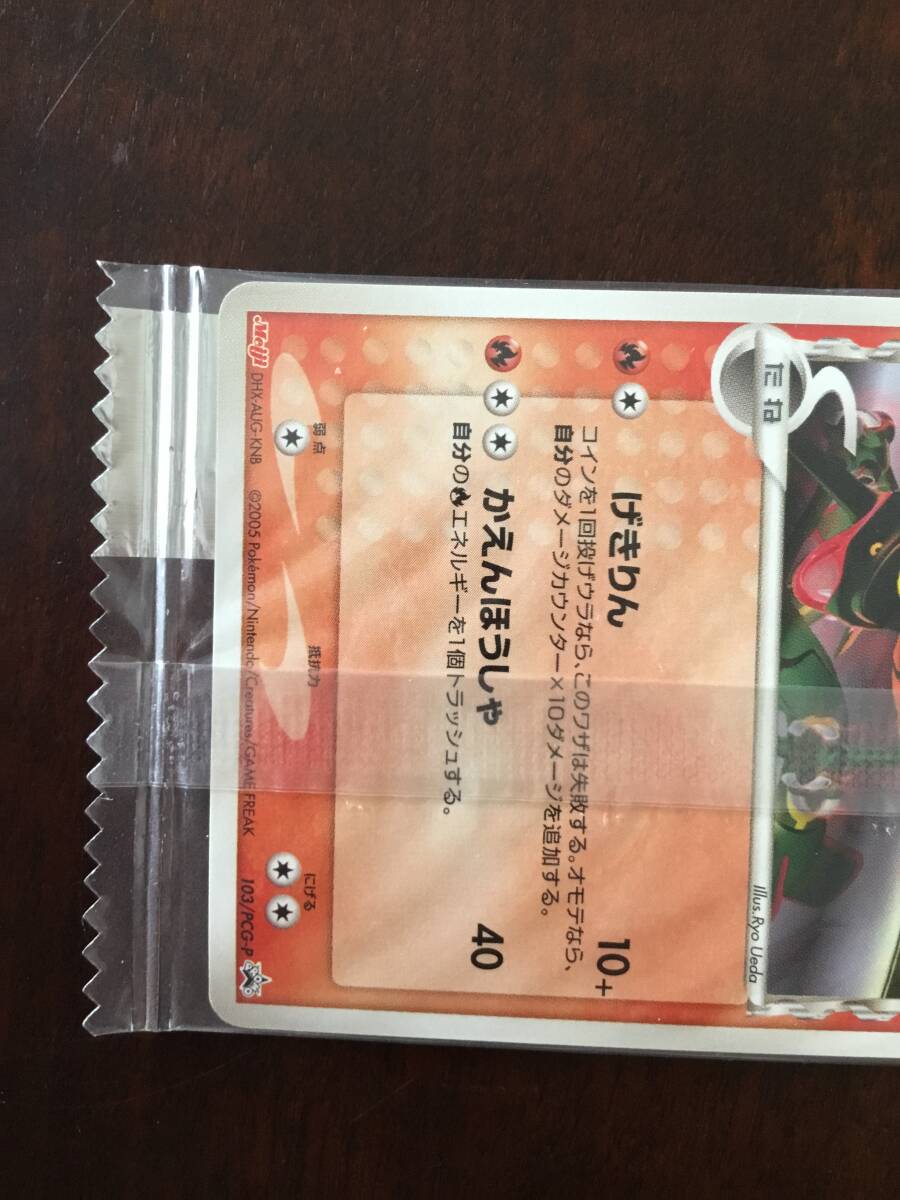 たね
Illus.Ryo Ueda
げきりん 10+
コインを1回投げウラなら、このワザは失敗する。オモテなら、
自分のダメージカウンター×10ダメージを追加する。
かえんほうしゃ 40
自分のエネルギーを1個トラッシュする。
弱点
抵抗力
にげる
Meiji DHX-AUG-KNB ©2005 Pokémon/Nintendo/Creatures/GAME FREAK 103/PCG-P